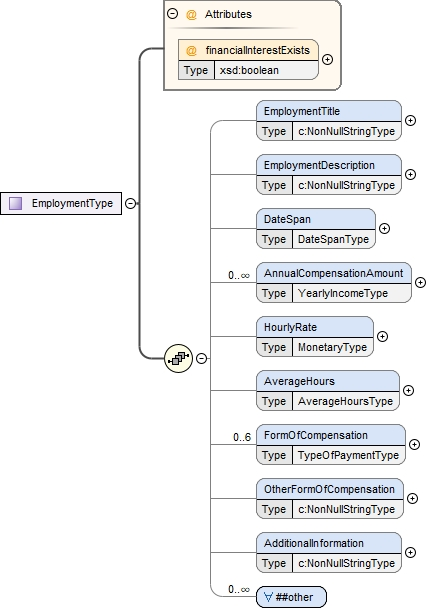 @ Attributes
@ financialInterestExists
Type xsd:boolean
EmploymentTitle
Type c:NonNullStringType
EmploymentDescription
Type c:NonNullStringType
EmploymentType
DateSpan
Type DateSpanType
0..∞ AnnualCompensationAmount
Type YearlyIncomeType
HourlyRate
Type MonetaryType
AverageHours
Type AverageHoursType
0..6 FormOfCompensation
Type TypeOfPaymentType
OtherFormOfCompensation
Type c:NonNullStringType
AdditionalInformation
Type c:NonNullStringType
0..∞ ∀ ##other